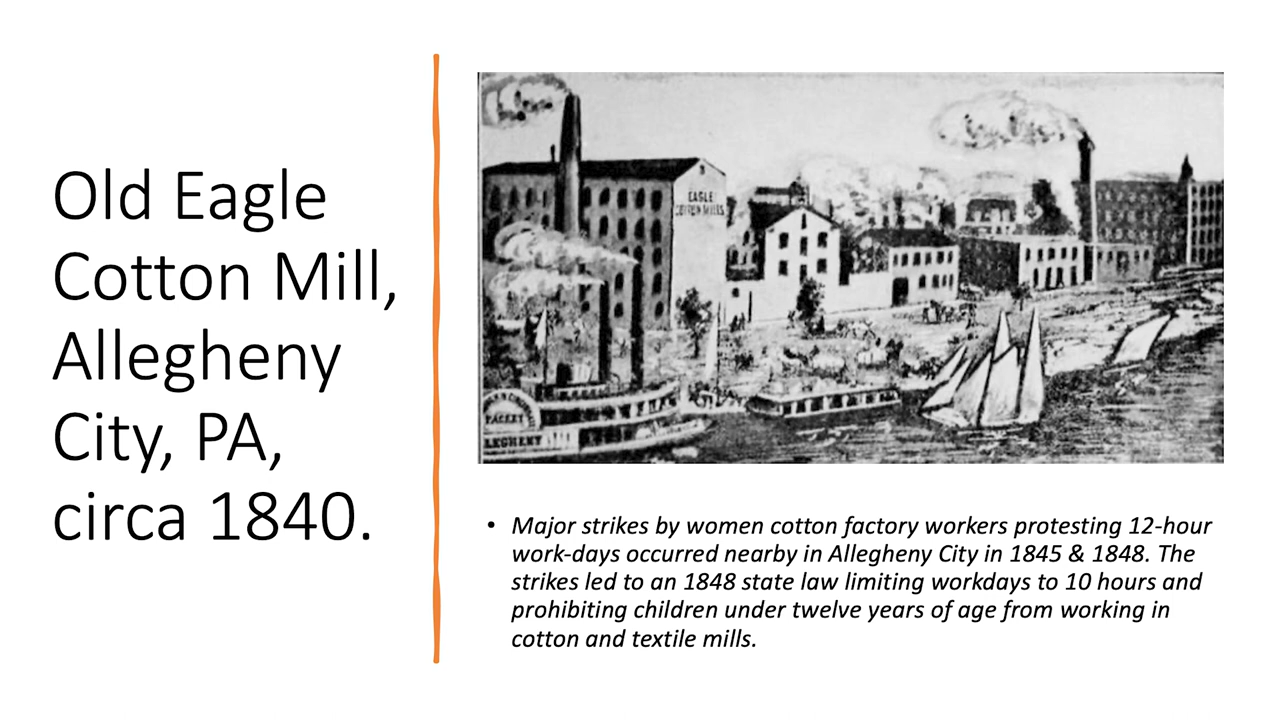 Old Eagle
Cotton Mill,
Allegheny
City, PA,
circa 1840.
EAGLE
COTTON MILLS
PACKET
LEGHENY
• Major strikes by women cotton factory workers protesting 12-hour
work-days occurred nearby in Allegheny City in 1845 & 1848. The
strikes led to an 1848 state law limiting workdays to 10 hours and
prohibiting children under twelve years of age from working in
cotton and textile mills.